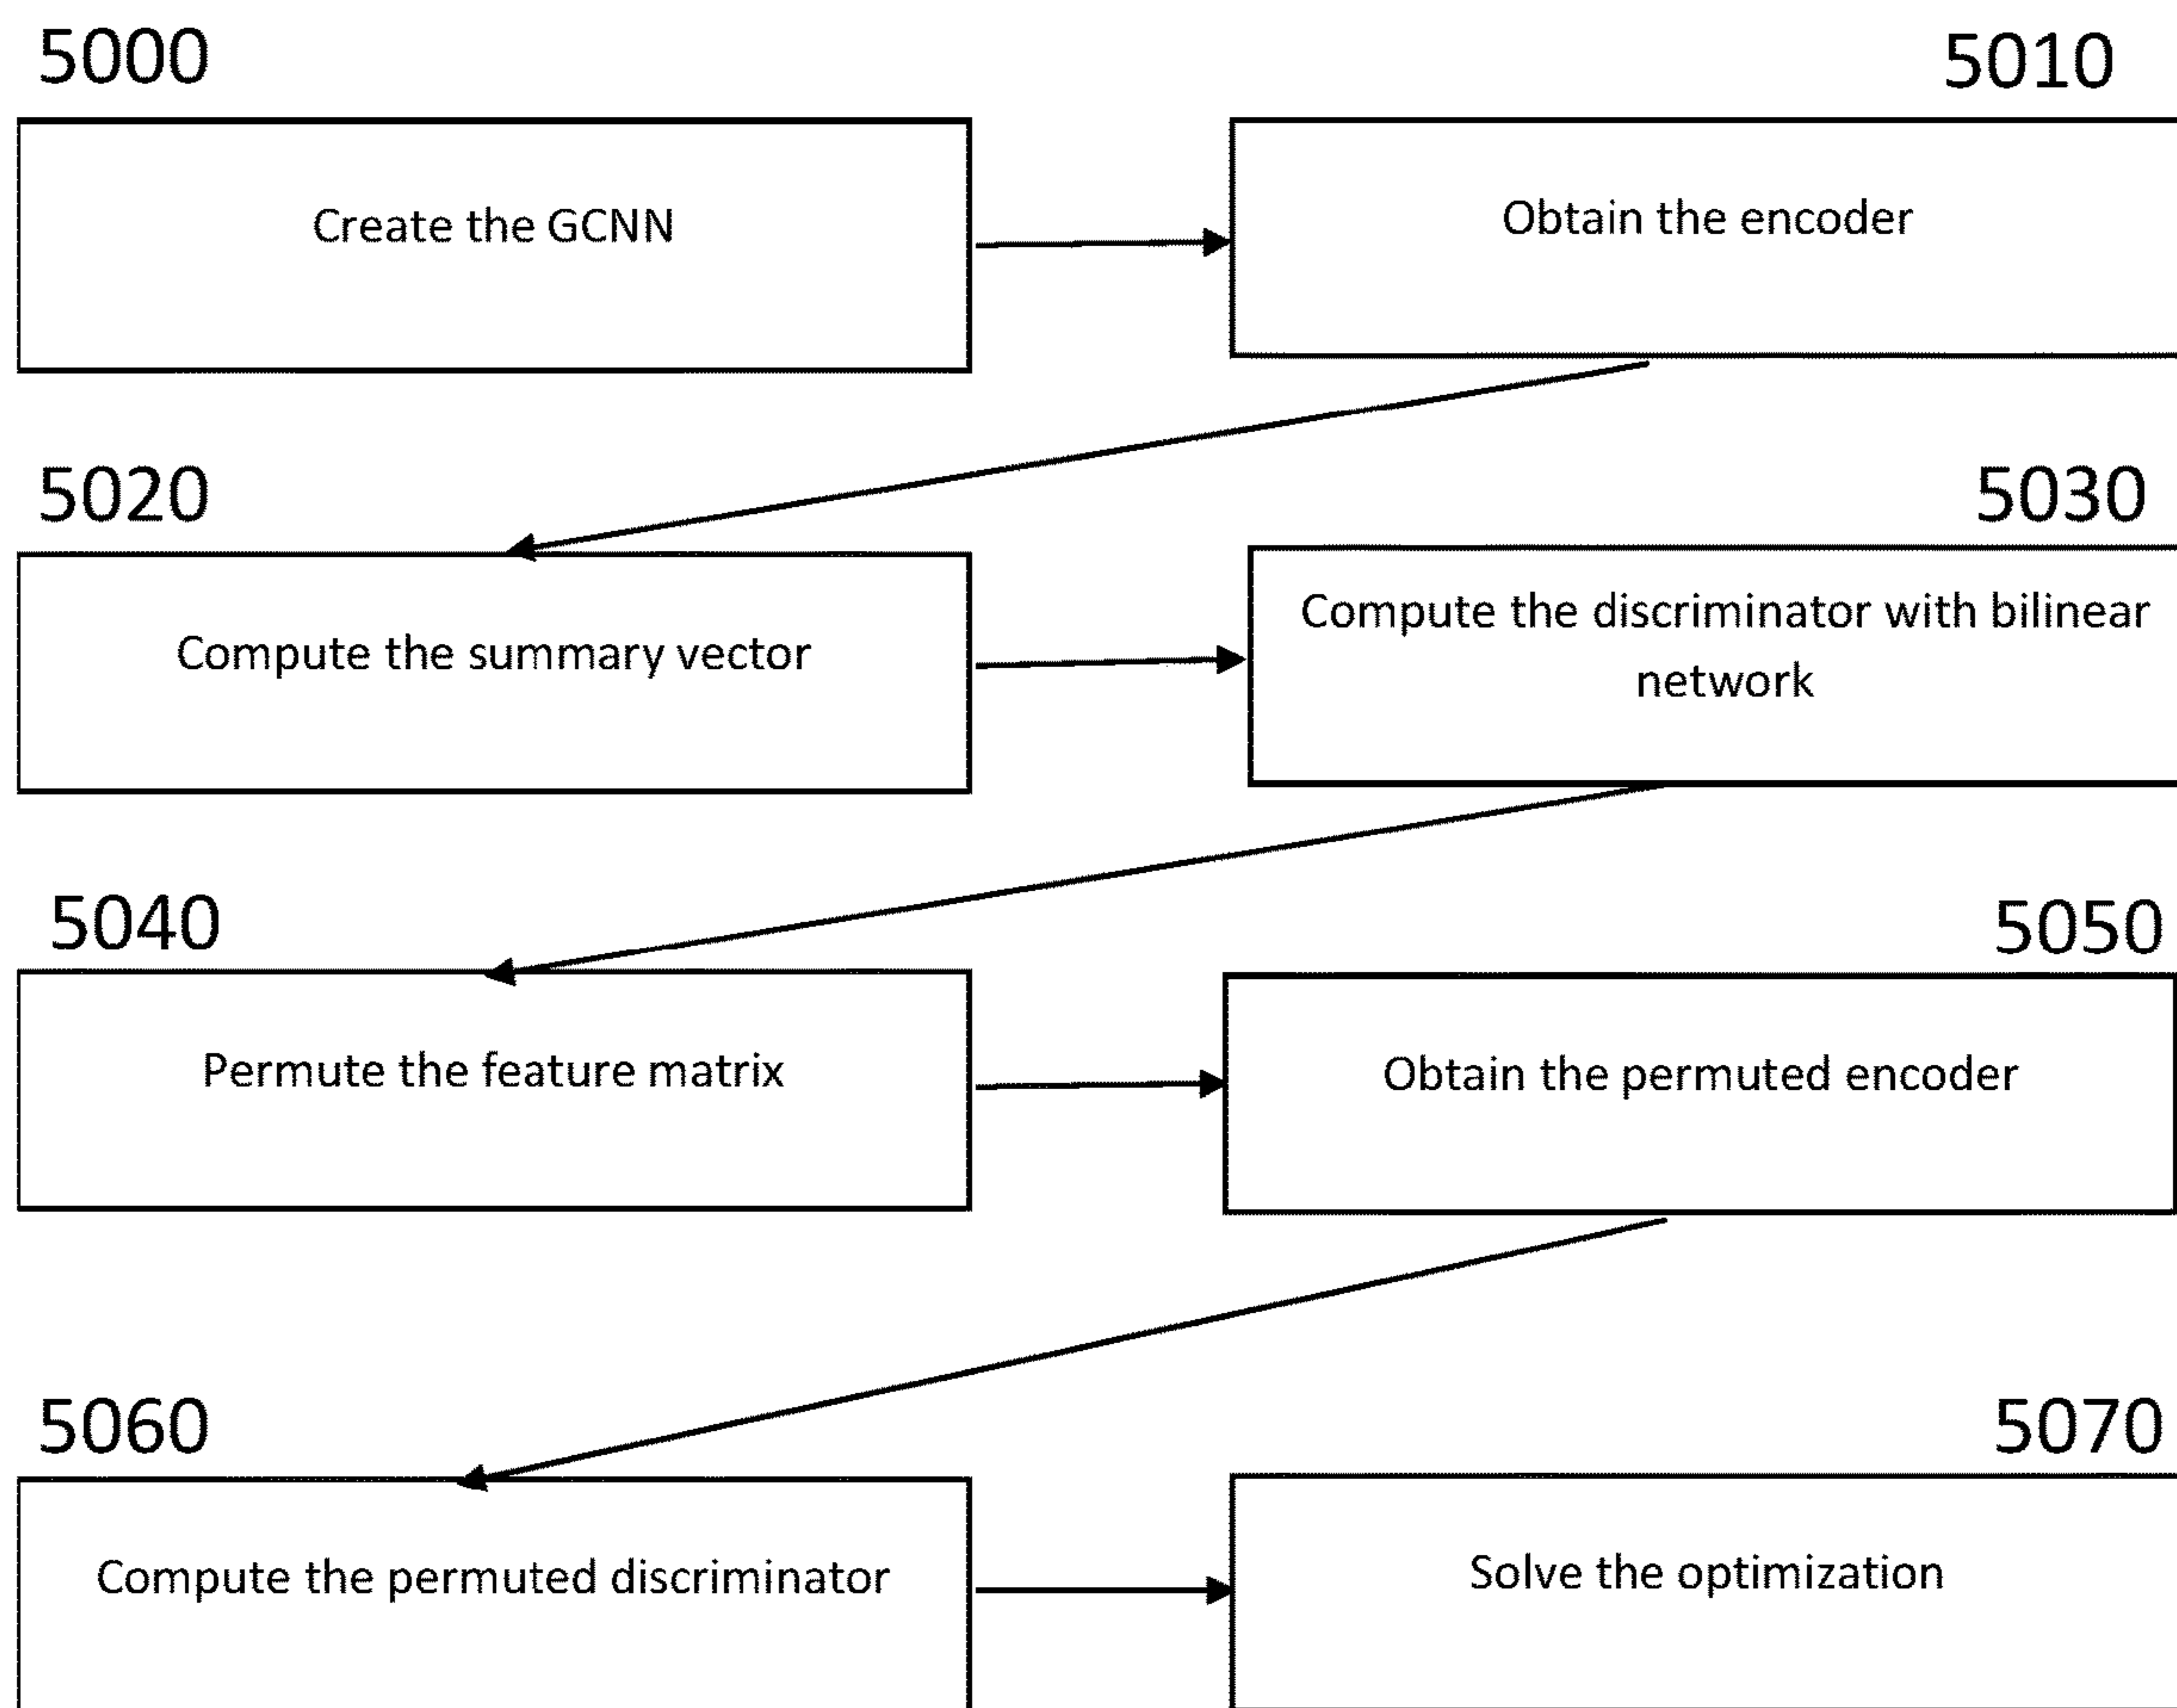 5000
5010
Create the GCNN
Obtain the encoder
5020
5030
Compute the summary vector
Compute the discriminator with bilinear
network
5040
5050
Permute the feature matrix
Obtain the permuted encoder
5060
5070
Compute the permuted discriminator
Solve the optimization